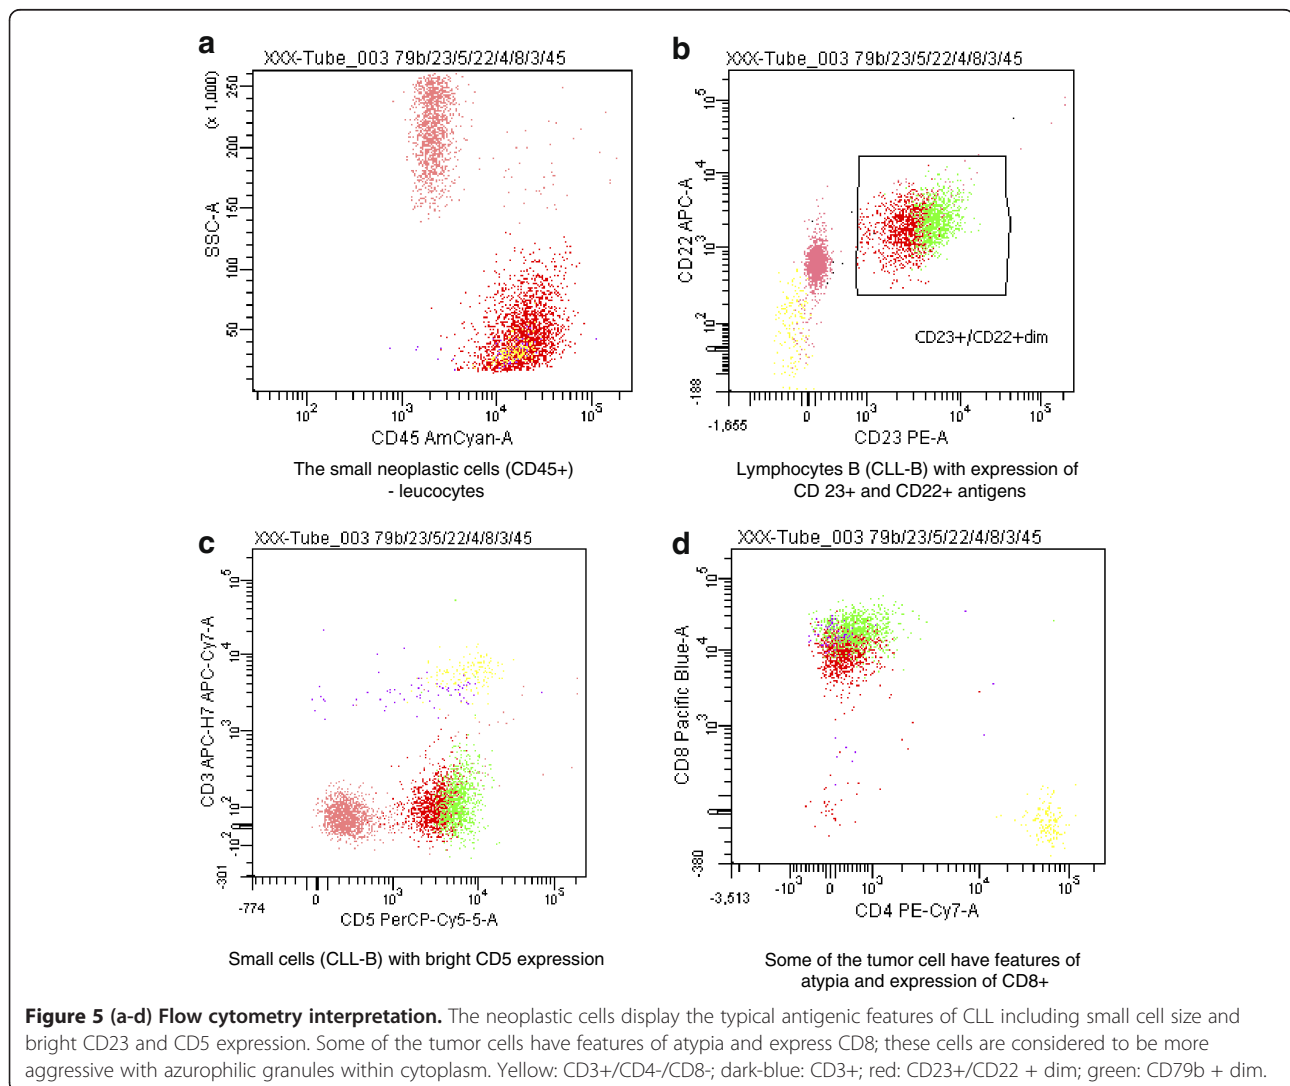 a
XXX-Tube_003 79b/23/5/22/4/8/3/45
(x 1,000)
250
200
150
100
50
SSC-A
10² 10³ 10⁴ 10⁵
CD45 AmCyan-A
The small neoplastic cells (CD45+)
- leucocytes
b
XXX-Tube_003 79b/23/5/22/4/8/3/45
10⁵
10⁴
10³
10²
0
-188
CD22 APC-A
CD23+/CD22+dim
-1,655 0 10³ 10⁴ 10⁵
CD23 PE-A
Lymphocytes B (CLL-B) with expression of
CD 23+ and CD22+ antigens
c
XXX-Tube_003 79b/23/5/22/4/8/3/45
10⁵
10⁴
10³
10²
-10²
-301
CD3 APC-H7 APC-Cy7-A
-774 0 10³ 10⁴ 10⁵
CD5 PerCP-Cy5-5-A
Small cells (CLL-B) with bright CD5 expression
d
XXX-Tube_003 79b/23/5/22/4/8/3/45
10⁵
10⁴
10³
0
-380
CD8 Pacific Blue-A
-3,513 -10³ 0 10³ 10⁴ 10⁵
CD4 PE-Cy7-A
Some of the tumor cell have features of
atypia and expression of CD8+
Figure 5 (a-d) Flow cytometry interpretation. The neoplastic cells display the typical antigenic features of CLL including small cell size and
bright CD23 and CD5 expression. Some of the tumor cells have features of atypia and express CD8; these cells are considered to be more
aggressive with azurophilic granules within cytoplasm. Yellow: CD3+/CD4-/CD8-; dark-blue: CD3+; red: CD23+/CD22 + dim; green: CD79b + dim.